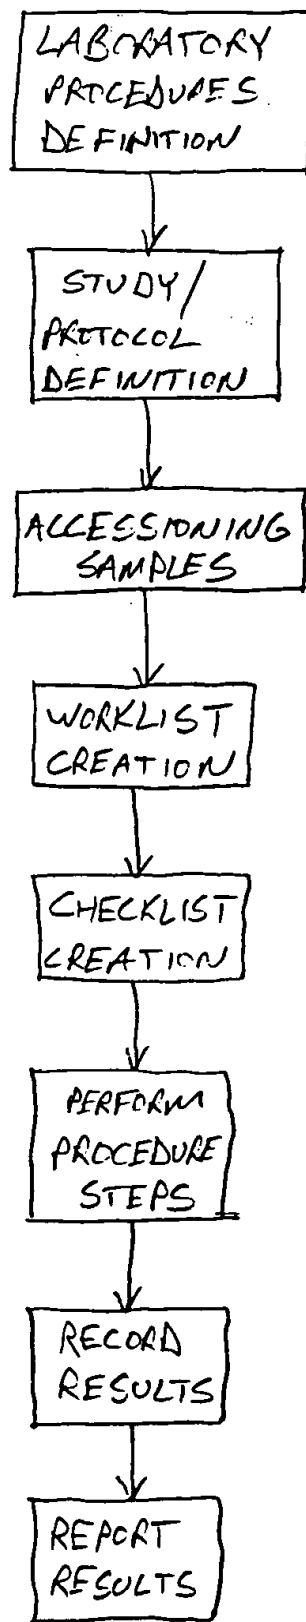 LABORATORY
PROCEDURES
DEFINITION
STUDY/
PROTOCOL
DEFINITION
ACCESSIONING
SAMPLES
WORKLIST
CREATION
CHECKLIST
CREATION
PERFORM
PROCEDURE
STEPS
RECORD
RESULTS
REPORT
RESULTS